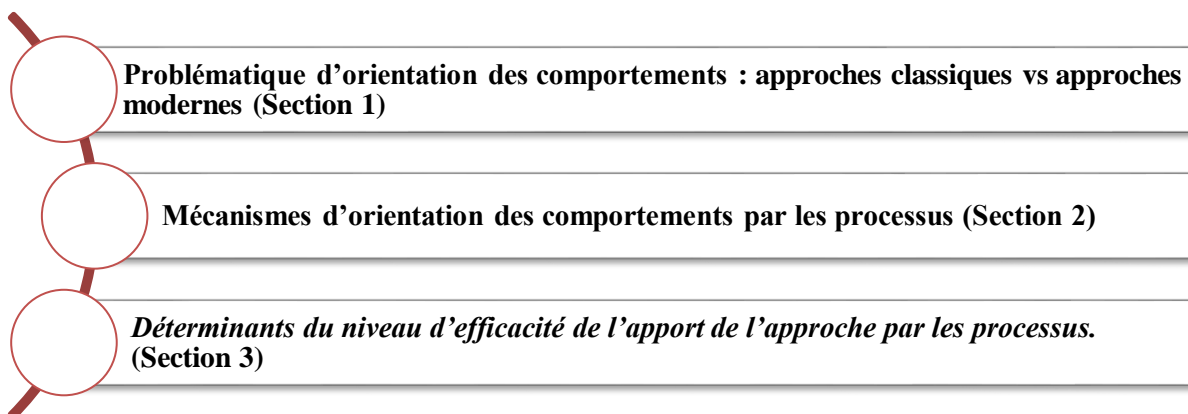 Problématique d’orientation des comportements : approches classiques vs approches
modernes (Section 1)
Mécanismes d’orientation des comportements par les processus (Section 2)
Déterminants du niveau d’efficacité de l’apport de l’approche par les processus.
(Section 3)